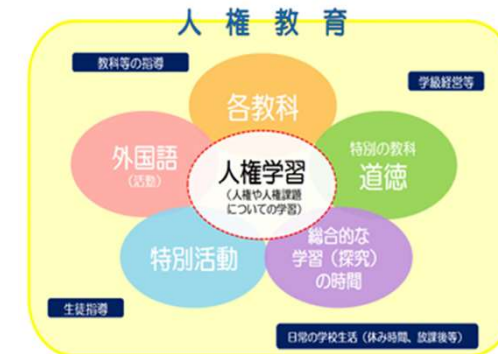 人権教育
教科等の指導
学級経営等
各教科
外国語
(活動)
人権学習
(人権や人権課題
についての学習)
特別の教科
道徳
特別活動
総合的な
学習(探究)
の時間
生徒指導
日常の学校生活(休み時間、放課後等)